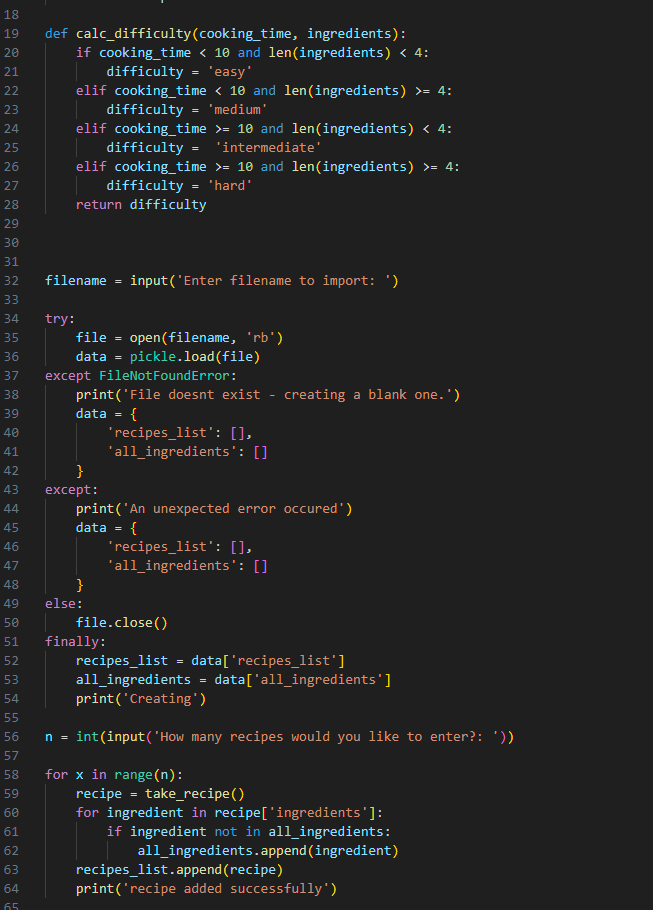 18
19 def calc_difficulty(cooking_time, ingredients):
20     if cooking_time < 10 and len(ingredients) < 4:
21         difficulty = 'easy'
22     elif cooking_time < 10 and len(ingredients) >= 4:
23         difficulty = 'medium'
24     elif cooking_time >= 10 and len(ingredients) < 4:
25         difficulty =  'intermediate'
26     elif cooking_time >= 10 and len(ingredients) >= 4:
27         difficulty = 'hard'
28     return difficulty
29
30
31
32 filename = input('Enter filename to import: ')
33
34 try:
35     file = open(filename, 'rb')
36     data = pickle.load(file)
37 except FileNotFoundError:
38     print('File doesnt exist - creating a blank one.')
39     data = {
40         'recipes_list': [],
41         'all_ingredients': []
42     }
43 except:
44     print('An unexpected error occured')
45     data = {
46         'recipes_list': [],
47         'all_ingredients': []
48     }
49 else:
50     file.close()
51 finally:
52     recipes_list = data['recipes_list']
53     all_ingredients = data['all_ingredients']
54     print('Creating')
55
56 n = int(input('How many recipes would you like to enter?: '))
57
58 for x in range(n):
59     recipe = take_recipe()
60     for ingredient in recipe['ingredients']:
61         if ingredient not in all_ingredients:
62             all_ingredients.append(ingredient)
63     recipes_list.append(recipe)
64     print('recipe added successfully')
65